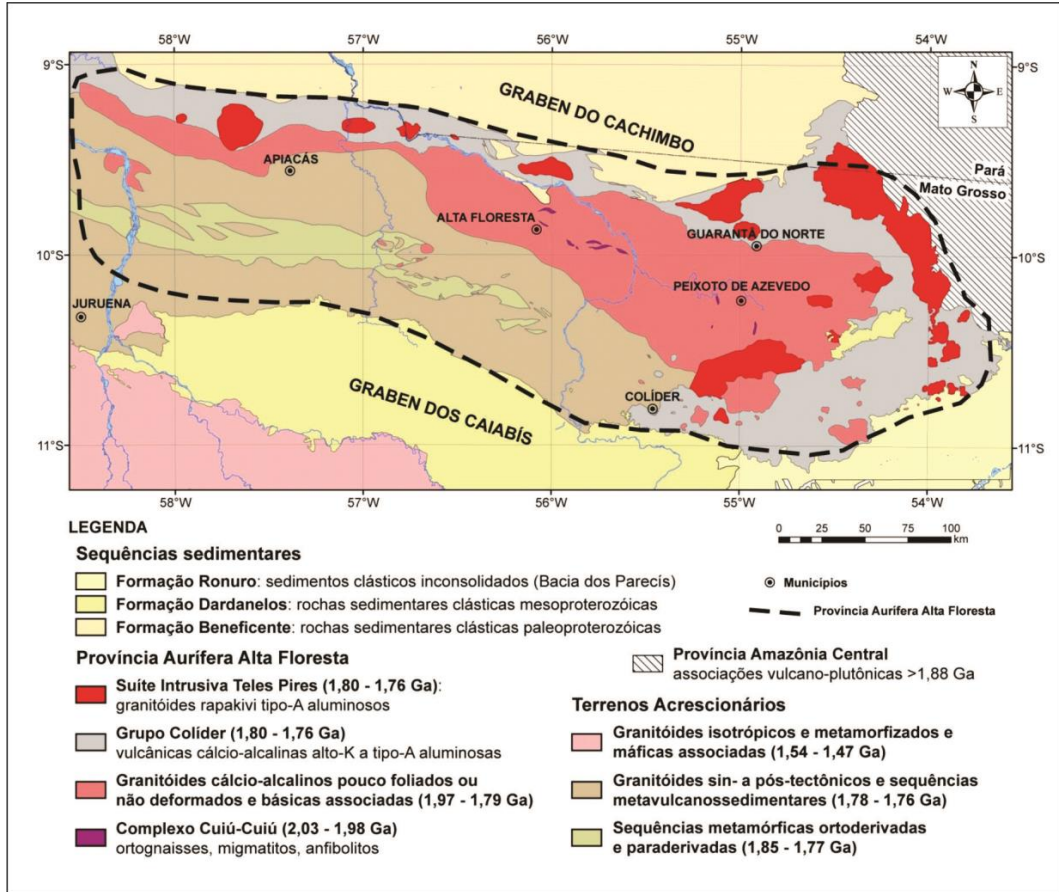 58°W 57°W 56°W 55°W 54°W
9°S 9°S
N
W E
S
GRABEN DO CACHIMBO
APIACÁS
Pará
Mato Grosso
ALTA FLORESTA
GUARANTÃ DO NORTE
10°S 10°S
PEIXOTO DE AZEVEDO
JURUENA
GRABEN DOS CAIABÍS
COLÍDER
11°S 11°S
58°W 57°W 56°W 55°W 54°W
LEGENDA
Sequências sedimentares
Formação Ronuro: sedimentos clásticos inconsolidados (Bacia dos Parecís)
Formação Dardanelos: rochas sedimentares clásticas mesoproterozóicas
Formação Beneficente: rochas sedimentares clásticas paleoproterozóicas
0 25 50 75 100
km
Municípios
Província Aurífera Alta Floresta
Província Aurífera Alta Floresta
Suíte Intrusiva Teles Pires (1,80 - 1,76 Ga):
granitóides rapakivi tipo-A aluminosos
Grupo Colíder (1,80 - 1,76 Ga)
vulcânicas cálcio-alcalinas alto-K a tipo-A aluminosas
Granitóides cálcio-alcalinos pouco foliados ou
não deformados e básicas associadas (1,97 - 1,79 Ga)
Complexo Cuiú-Cuiú (2,03 - 1,98 Ga)
ortognaisses, migmatitos, anfibolitos
Província Amazônia Central
associações vulcano-plutônicas >1,88 Ga
Terrenos Acrescionários
Granitóides isotrópicos e metamorfizados e
máficas associadas (1,54 - 1,47 Ga)
Granitóides sin- a pós-tectônicos e sequências
metavulcanossedimentares (1,78 - 1,76 Ga)
Sequências metamórficas ortoderivadas
e paraderivadas (1,85 - 1,77 Ga)